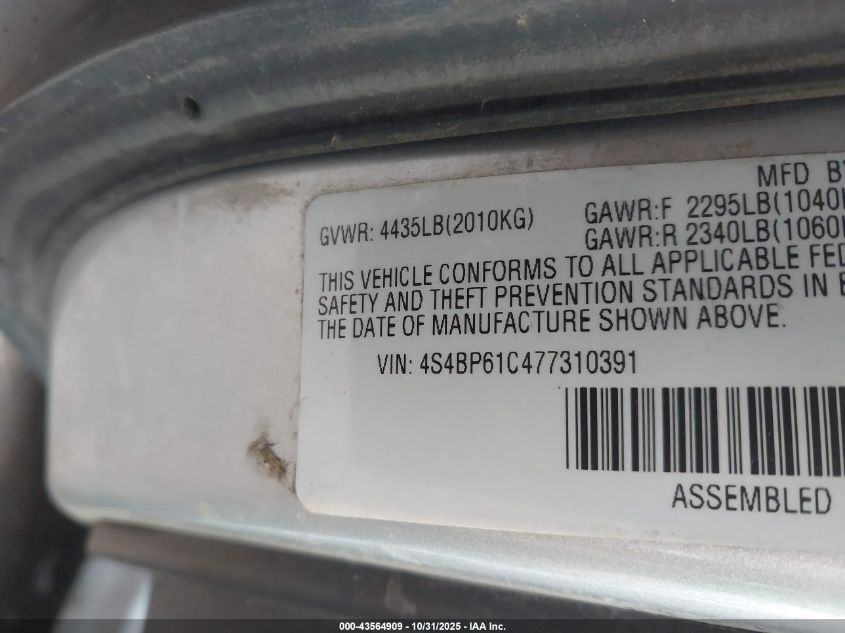 MFD BY
GVWR: 4435LB(2010KG) GAWR:F 2295LB(1040
GAWR:R 2340LB(1060
THIS VEHICLE CONFORMS TO ALL APPLICABLE FED
SAFETY AND THEFT PREVENTION STANDARDS IN E
THE DATE OF MANUFACTURE SHOWN ABOVE.
VIN: 4S4BP61C477310391
ASSEMBLED
000-43564909 - 10/31/2025 - IAA Inc.